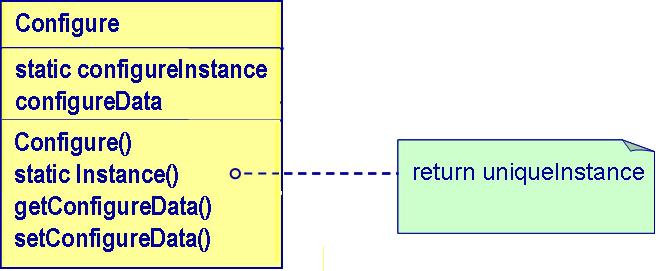 Configure
static configureInstance
configureData
Configure()
static Instance()
return uniqueInstance
getConfigureData()
setConfigureData()